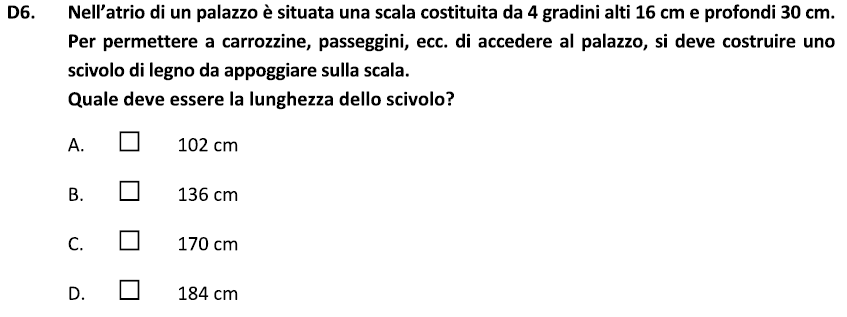 D6. Nell’atrio di un palazzo è situata una scala costituita da 4 gradini alti 16 cm e profondi 30 cm.
Per permettere a carrozzine, passeggini, ecc. di accedere al palazzo, si deve costruire uno
scivolo di legno da appoggiare sulla scala.
Quale deve essere la lunghezza dello scivolo?
A. 102 cm
B. 136 cm
C. 170 cm
D. 184 cm